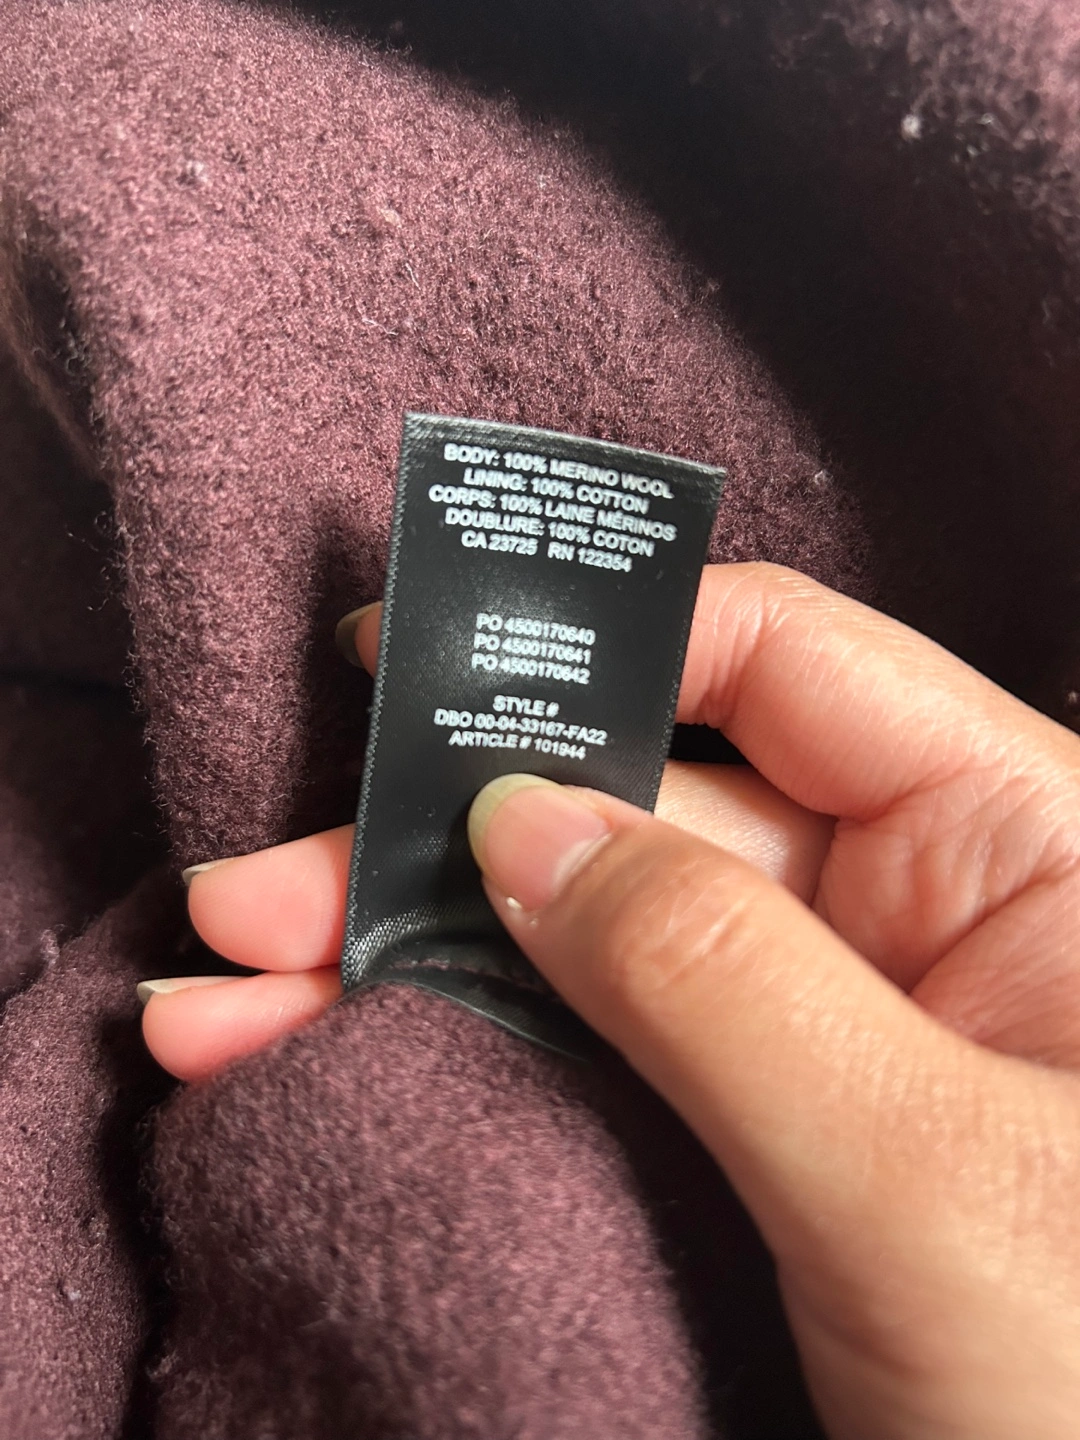 BODY: 100% MERINO WOOL
LINING: 100% COTTON
CORPS: 100% LAINE MÉRINOS
DOUBLURE: 100% COTON
CA 23725 RN 122354
PO 4500170640
PO 4500170641
PO 4500170642
STYLE #
DBO 00-04-33167-FA22
ARTICLE # 101944